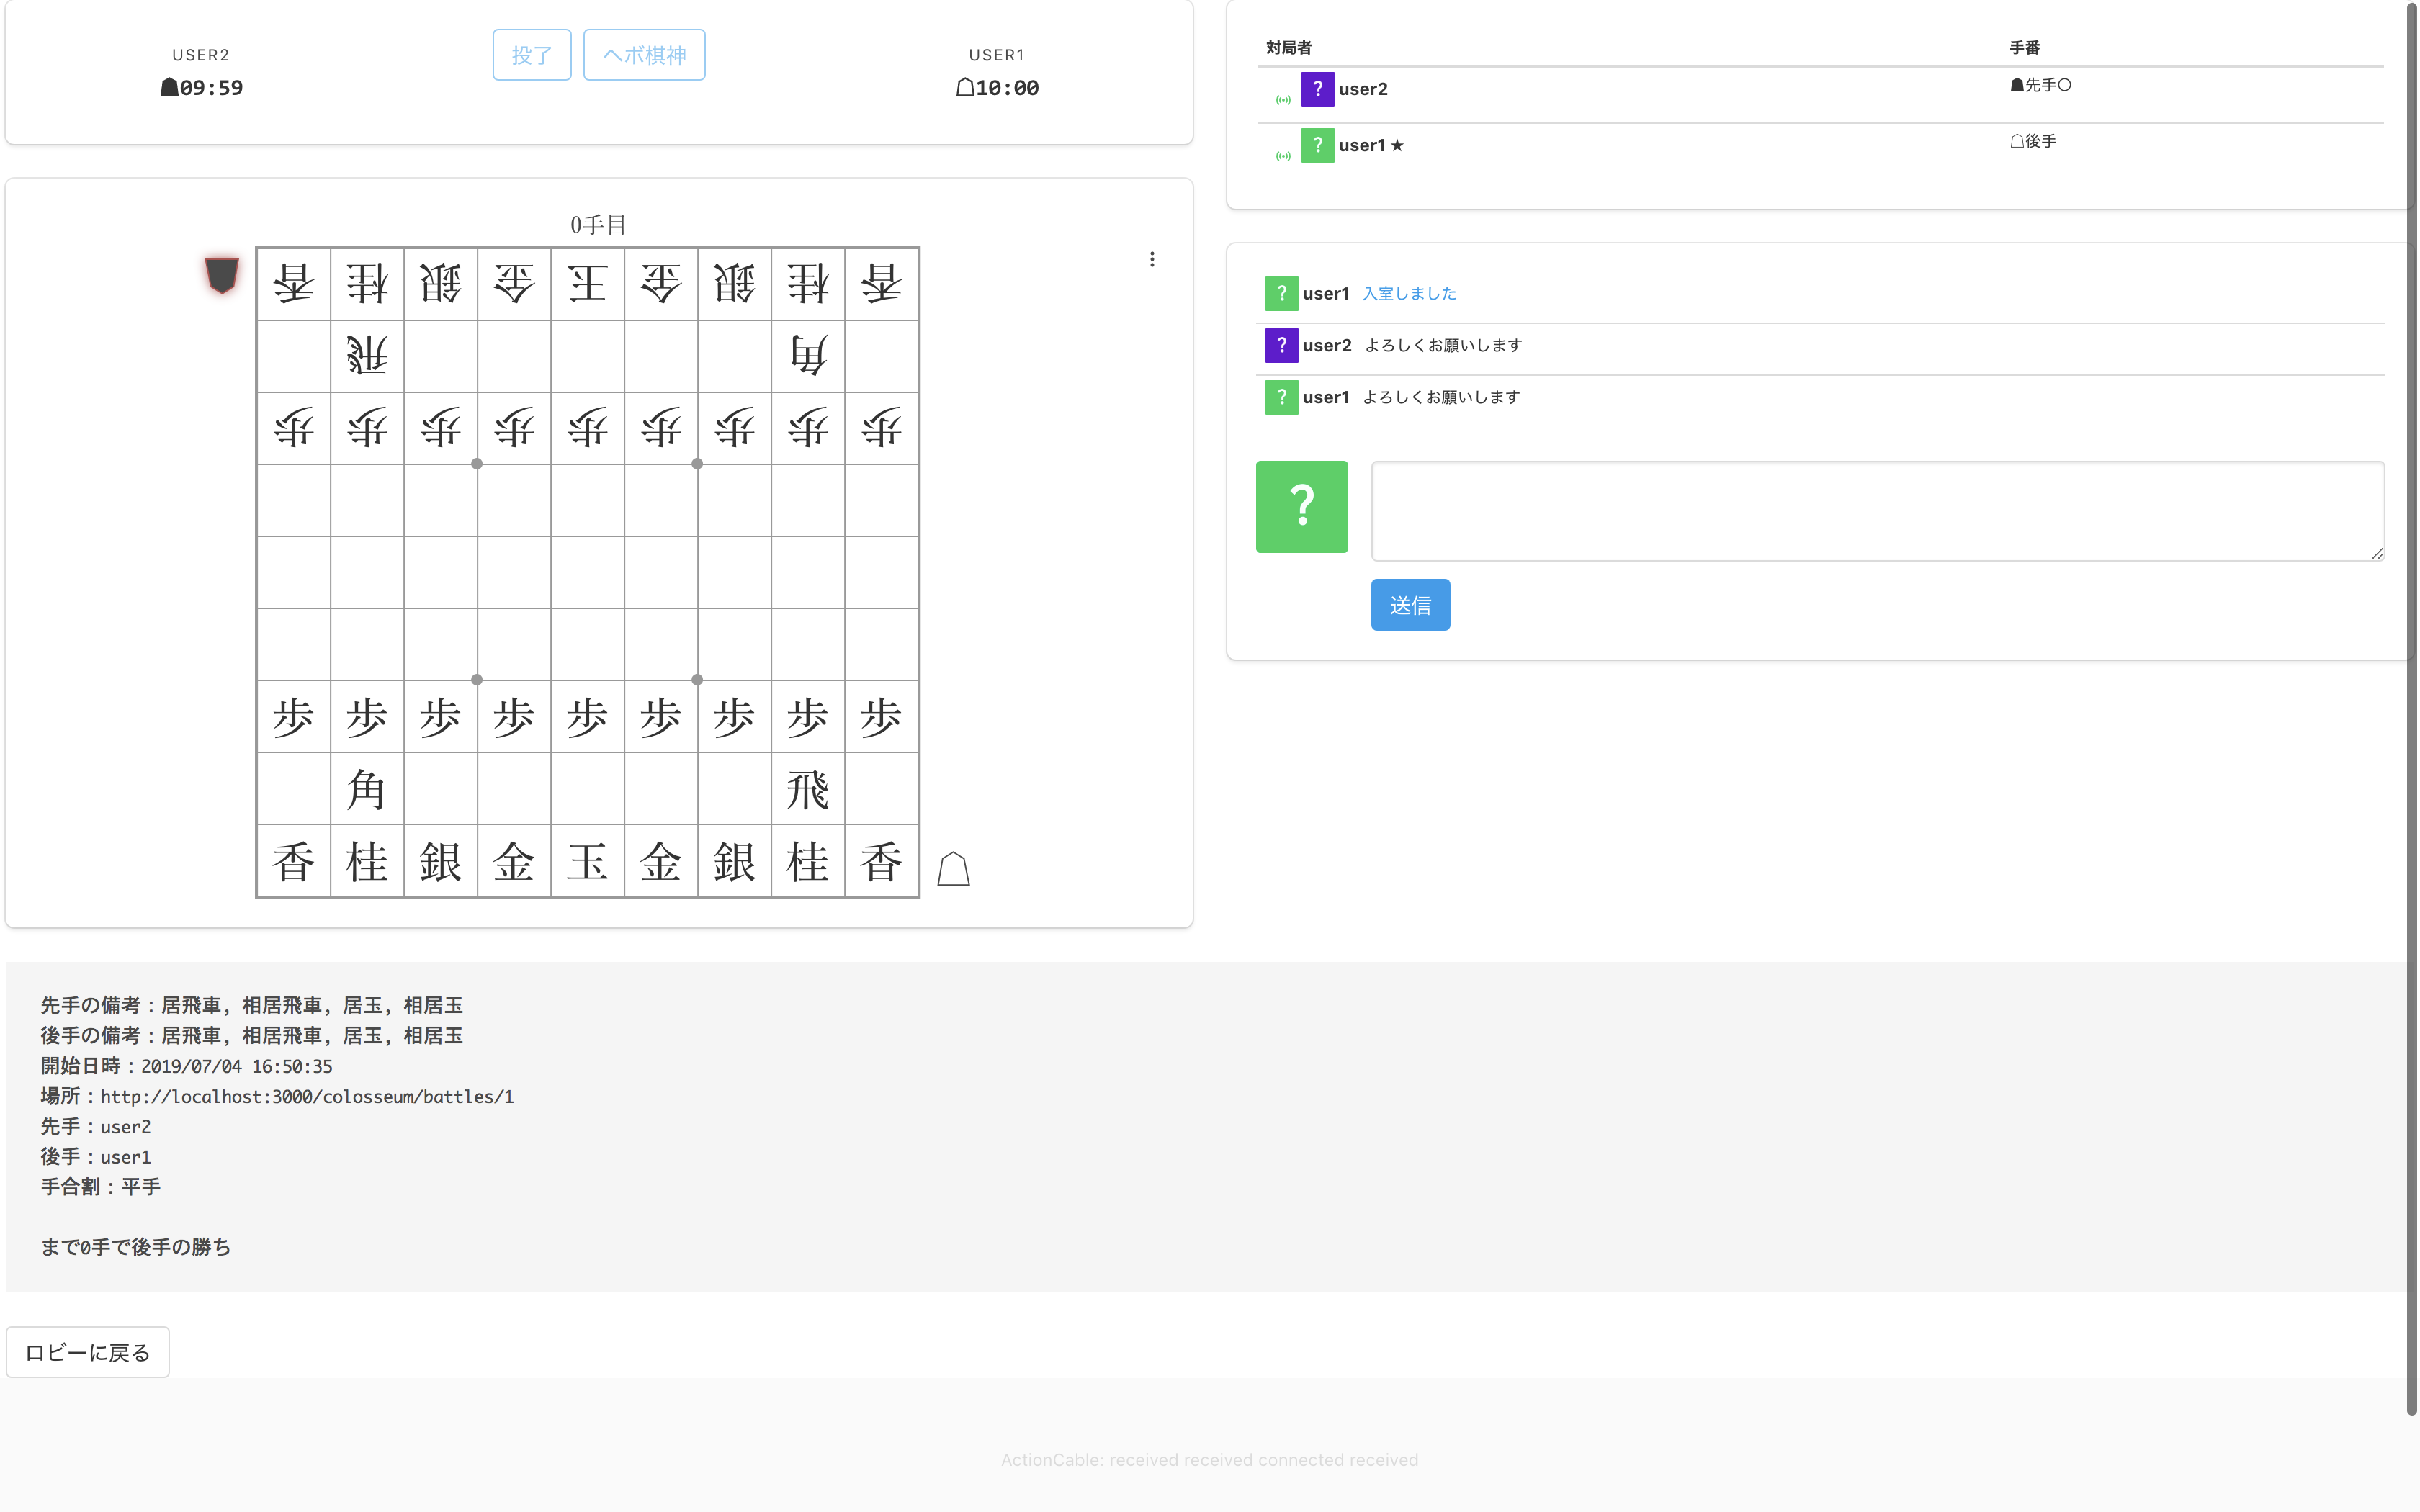 USER2
09:59
投了
ヘボ棋神
USER1
10:00
0手目
香桂銀金王金銀桂香
飛角
歩歩歩歩歩歩歩歩歩
歩歩歩歩歩歩歩歩歩
角飛
香桂銀金玉金銀桂香
対局者 手番
? user2 先手〇
? user1 ★ 後手
? user1 入室しました
? user2 よろしくお願いします
? user1 よろしくお願いします
?
送信
先手の備考：居飛車, 相居飛車, 居玉, 相居玉
後手の備考：居飛車, 相居飛車, 居玉, 相居玉
開始日時：2019/07/04 16:50:35
場所：http://localhost:3000/colosseum/battles/1
先手：user2
後手：user1
手合割：平手
まで0手で後手の勝ち
ロビーに戻る
ActionCable: received received connected received